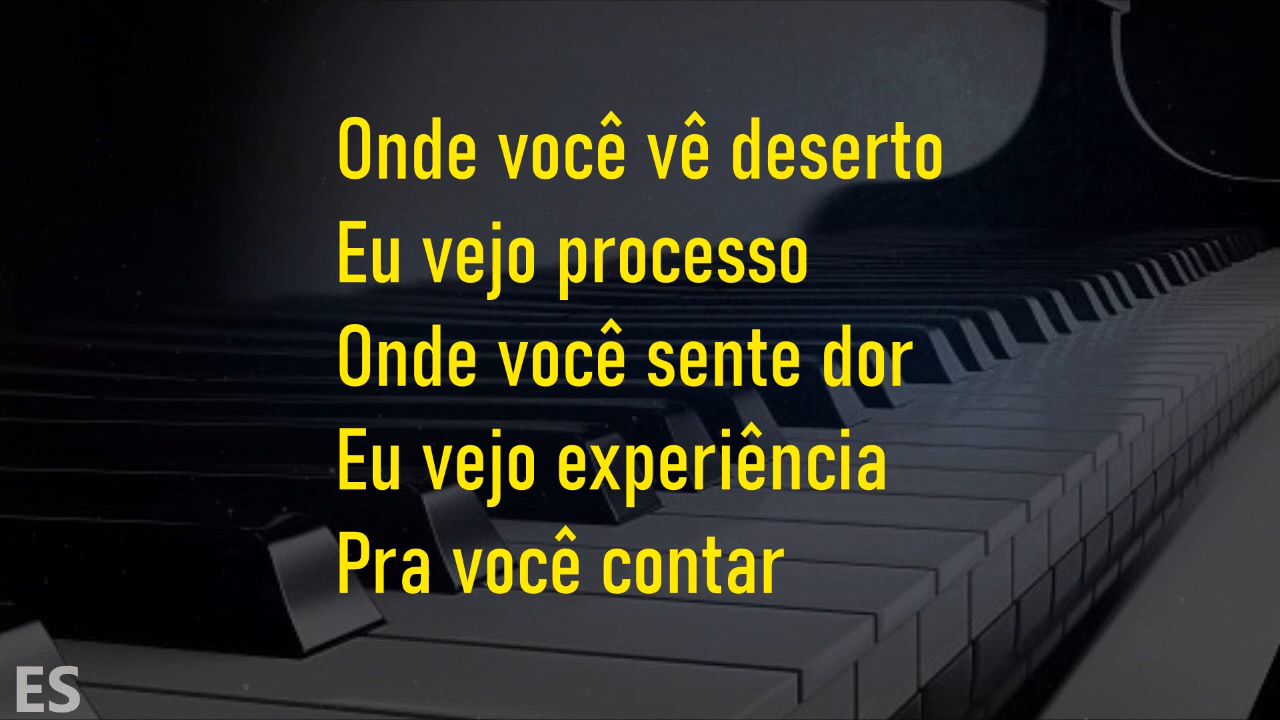 Onde você vê deserto
Eu vejo processo
Onde você sente dor
Eu vejo experiência
Pra você contar
ES